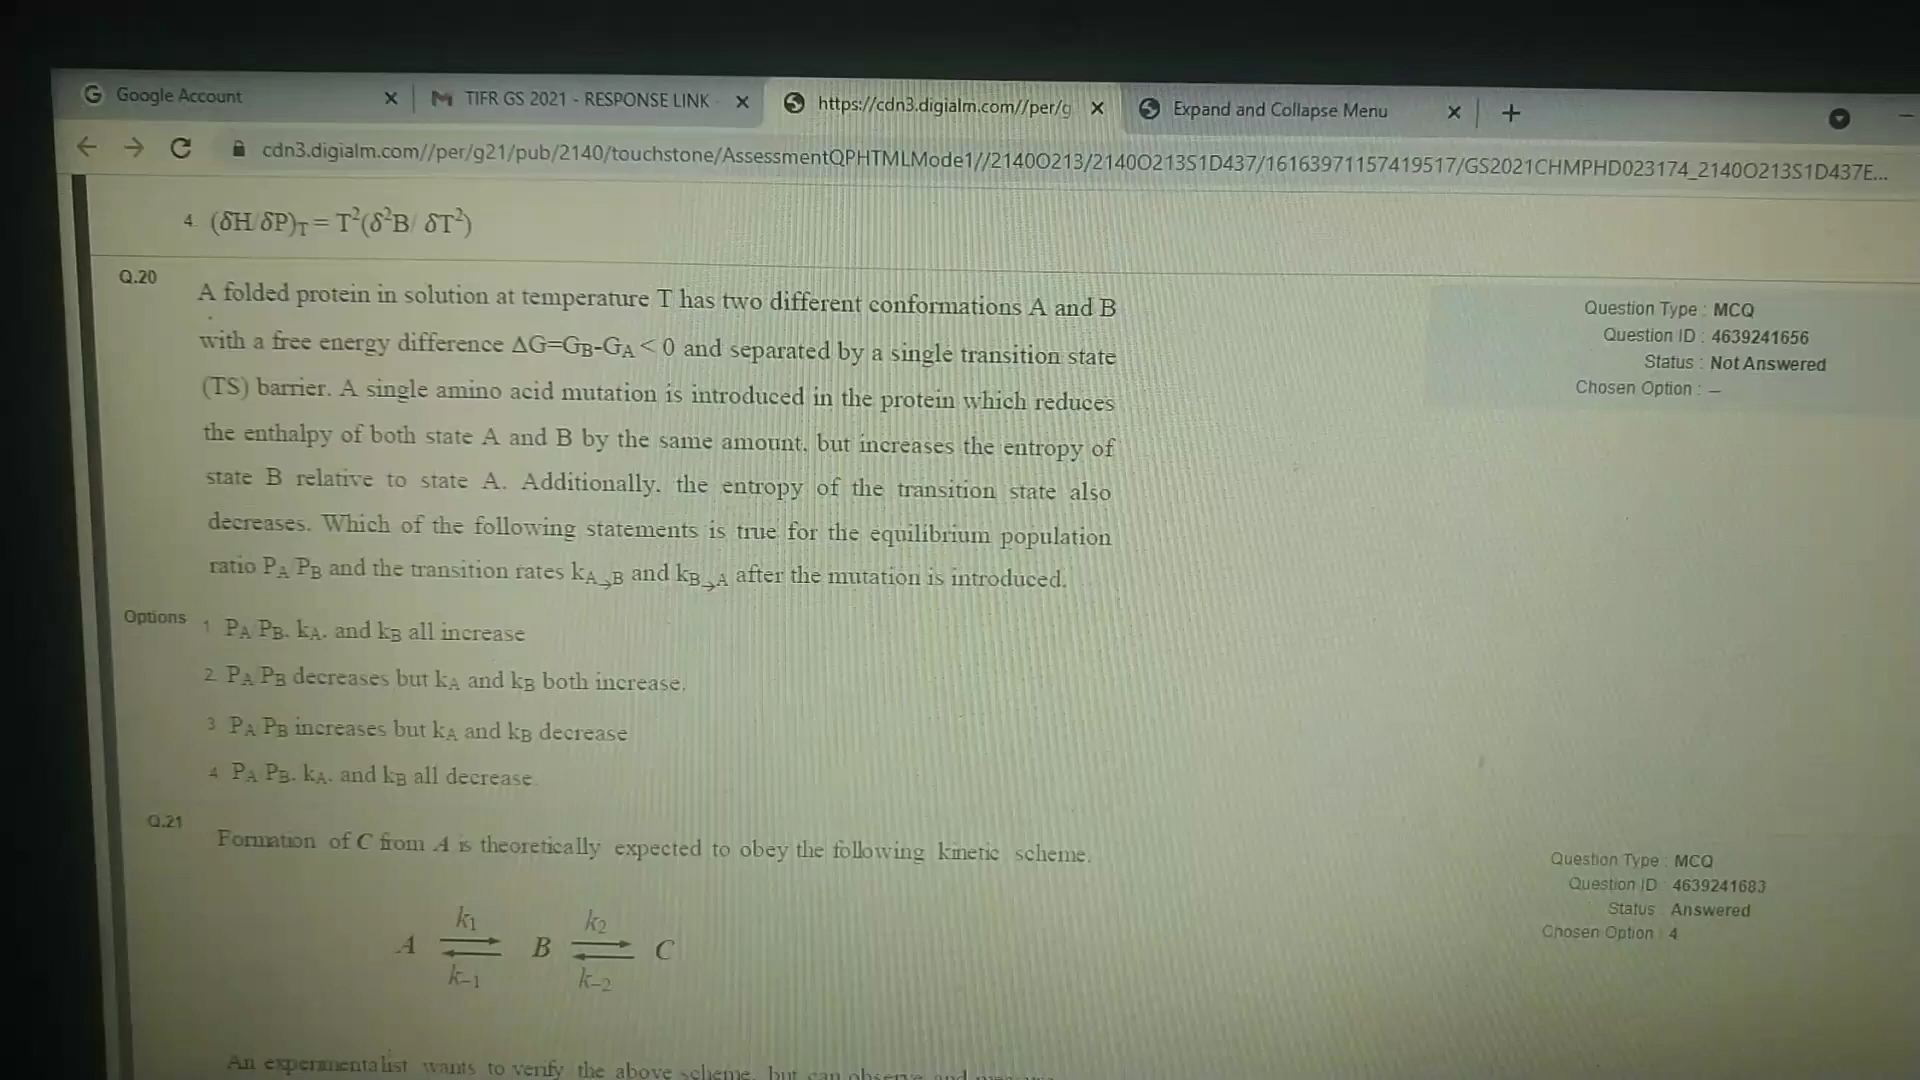 Google Account
TIFR GS 2021 - RESPONSE LINK
https://cdn3.digialm.com//per/g
Expand and Collapse Menu
cdn3.digialm.com//per/g21/pub/2140/touchstone/AssessmentQPHTMLMode1//2140O213/2140O213S1D437/16163971157419517/GS2021CHMPHD023174_2140O213S1D437E...
4. (δH/δP)T = T²(δ²B/ δT²)
Q.20
A folded protein in solution at temperature T has two different conformations A and B
with a free energy difference ΔG=GB-GA < 0 and separated by a single transition state
(TS) barrier. A single amino acid mutation is introduced in the protein which reduces
the enthalpy of both state A and B by the same amount, but increases the entropy of
state B relative to state A. Additionally, the entropy of the transition state also
decreases. Which of the following statements is true for the equilibrium population
ratio PA PB and the transition rates kA→B and kB→A after the mutation is introduced.
Question Type : MCQ
Question ID : 4639241656
Status : Not Answered
Chosen Option : --
Options
1 PA PB, kA, and kB all increase
2. PA PB decreases but kA and kB both increase.
3 PA PB increases but kA and kB decrease
4 PA PB, kA, and kB all decrease
Q.21
Formation of C from A is theoretically expected to obey the following kinetic scheme.
Question Type : MCQ
Question ID 4639241683
Status Answered
Chosen Option 4
k1 k2
A B C
k-1 k-2
An experimentalist wants to verify the above scheme, but can observe and